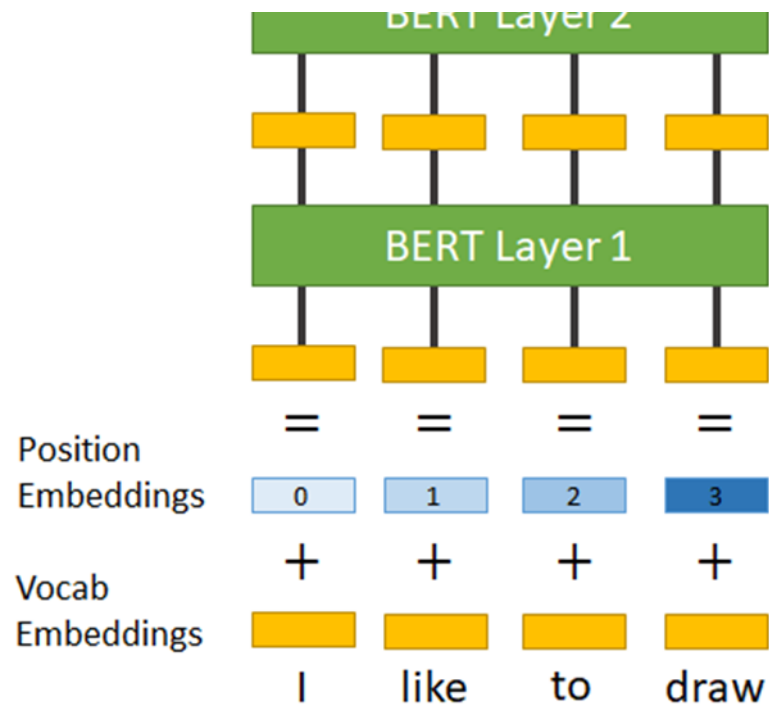 BERT Layer 2
BERT Layer 1
= = = =
Position
Embeddings
0 1 2 3
+ + + +
Vocab
Embeddings
I like to draw